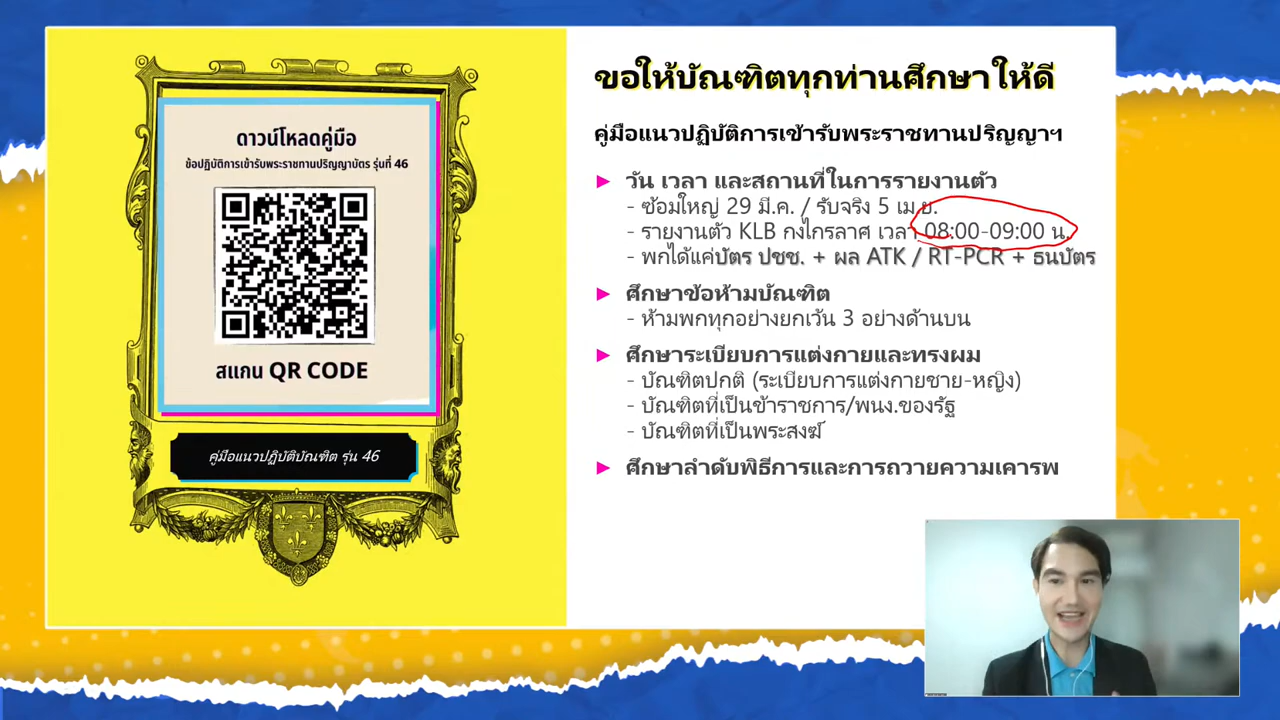 ดาวน์โหลดคู่มือ
ข้อปฏิบัติการเข้ารับพระราชทานปริญญาบัตร รุ่นที่ 46
สแกน QR CODE
คู่มือแนวปฏิบัติบัณฑิต รุ่น 46
ขอให้บัณฑิตทุกท่านศึกษาให้ดี
คู่มือแนวปฏิบัติการเข้ารับพระราชทานปริญญาฯ
► วัน เวลา และสถานที่ในการรายงานตัว
- ซ้อมใหญ่ 29 มี.ค. / รับจริง 5 เม.ย.
- รายงานตัว KLB กงไกรลาศ เวลา 08:00-09:00 น.
- พกได้แค่บัตร ปชช. + ผล ATK / RT-PCR + ธนบัตร
► ศึกษาข้อห้ามบัณฑิต
- ห้ามพกทุกอย่างยกเว้น 3 อย่างด้านบน
► ศึกษาระเบียบการแต่งกายและทรงผม
- บัณฑิตปกติ (ระเบียบการแต่งกายชาย-หญิง)
- บัณฑิตที่เป็นข้าราชการ/พนง.ของรัฐ
- บัณฑิตที่เป็นพระสงฆ์
► ศึกษาลำดับพิธีการและการถวายความเคารพ